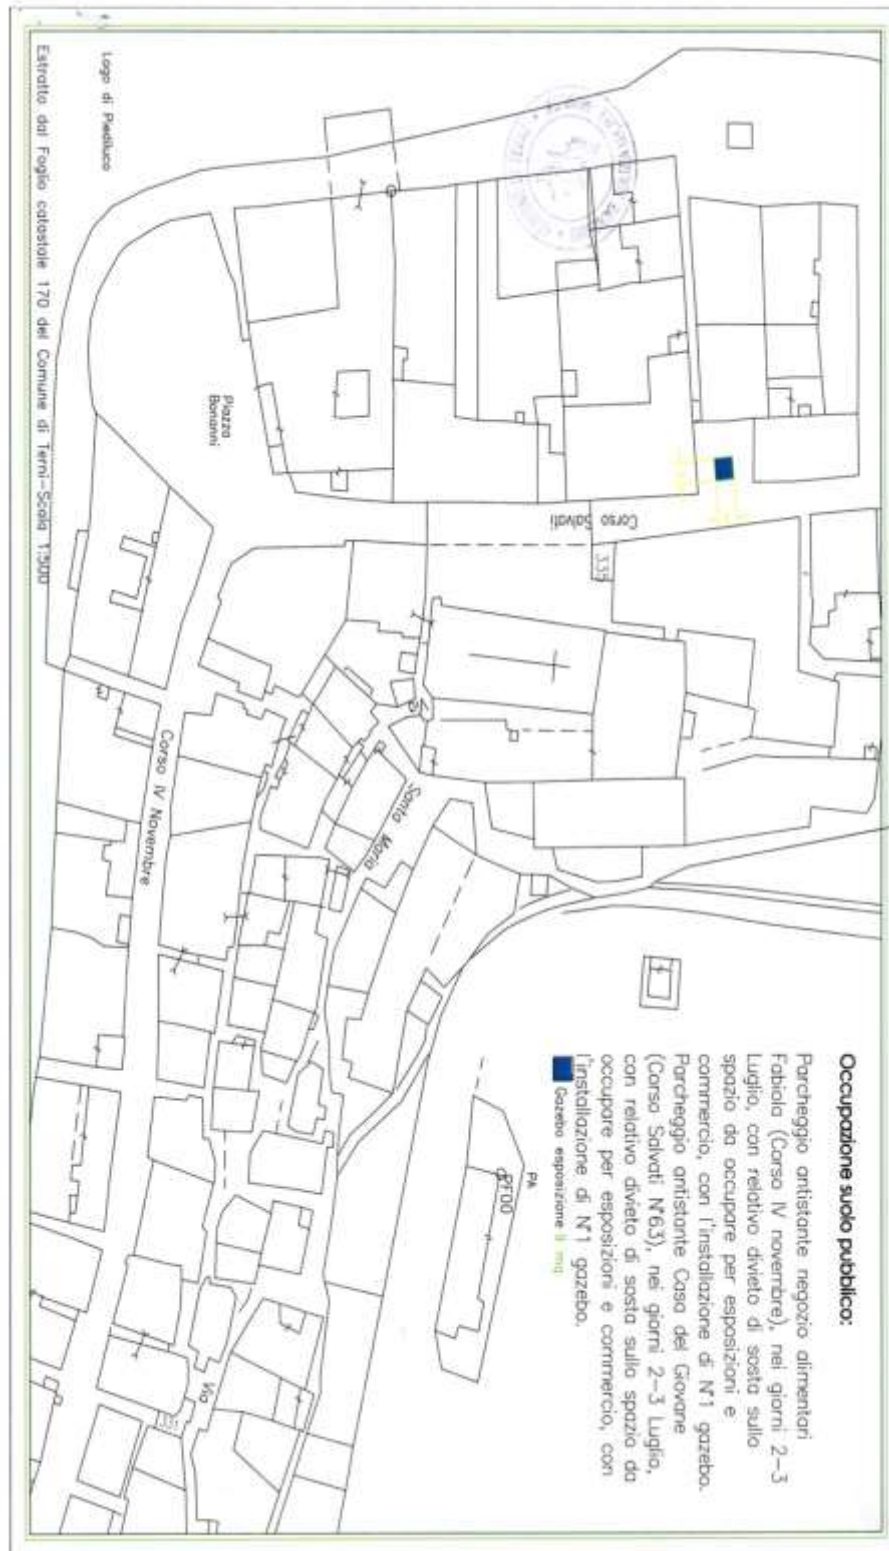 Occupazione suolo pubblico:
Parcheggio antistante negozio alimentari
Fabiola (Corso IV novembre), nei giorni 2-3
Luglio, con relativo divieto di sosta sullo
spazio da occupare per esposizioni e
commercio, con l'installazione di N°1 gazebo.
Parcheggio antistante Casa del Giovane
(Corso Salvati N°63), nei giorni 2-3 Luglio,
con relativo divieto di sosta sullo spazio da
occupare per esposizioni e commercio, con
l'installazione di N°1 gazebo.
Gazebo esposizione 9 mq
PA
Corso Salvati
335
Piazza
Bonanni
Santa Maria
Corso IV Novembre
Via
Lago di Piediluco
Estratto dal Foglio catastale 170 del Comune di Terni-Scala 1:500